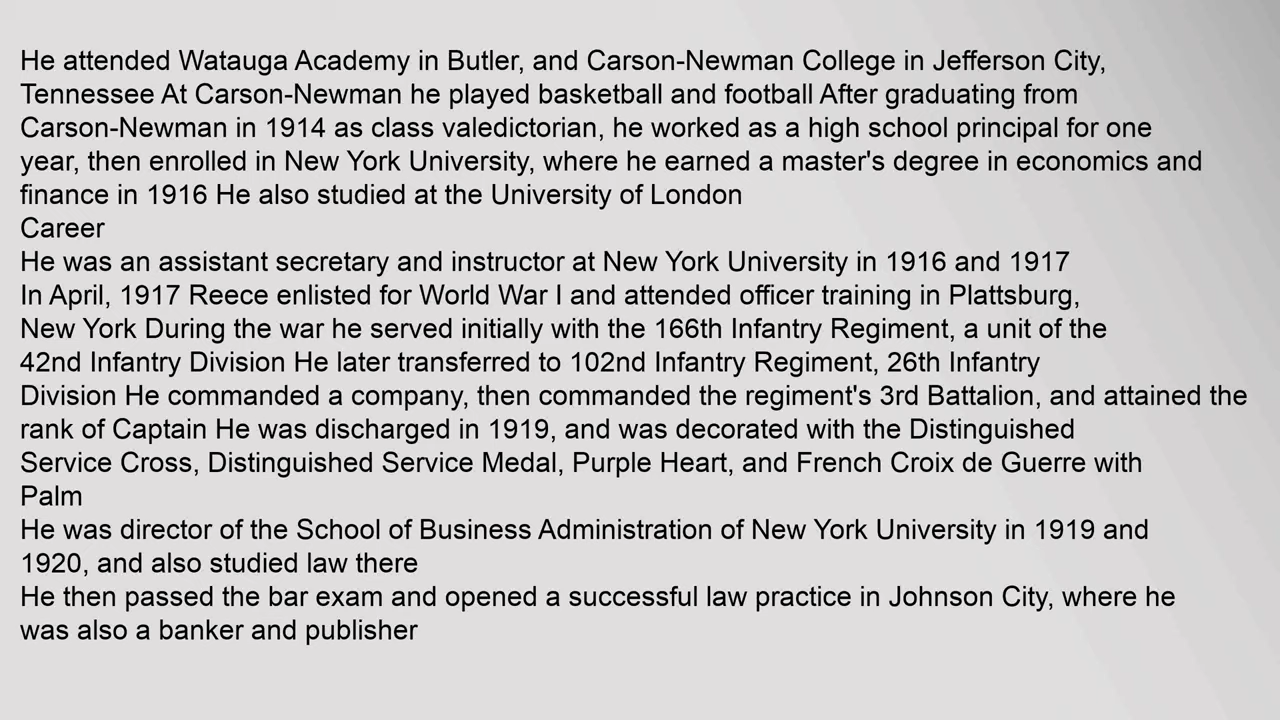 He attended Watauga Academy in Butler, and Carson-Newman College in Jefferson City,
Tennessee At Carson-Newman he played basketball and football After graduating from
Carson-Newman in 1914 as class valedictorian, he worked as a high school principal for one
year, then enrolled in New York University, where he earned a master's degree in economics and
finance in 1916 He also studied at the University of London
Career
He was an assistant secretary and instructor at New York University in 1916 and 1917
In April, 1917 Reece enlisted for World War I and attended officer training in Plattsburg,
New York During the war he served initially with the 166th Infantry Regiment, a unit of the
42nd Infantry Division He later transferred to 102nd Infantry Regiment, 26th Infantry
Division He commanded a company, then commanded the regiment's 3rd Battalion, and attained the
rank of Captain He was discharged in 1919, and was decorated with the Distinguished
Service Cross, Distinguished Service Medal, Purple Heart, and French Croix de Guerre with
Palm
He was director of the School of Business Administration of New York University in 1919 and
1920, and also studied law there
He then passed the bar exam and opened a successful law practice in Johnson City, where he
was also a banker and publisher